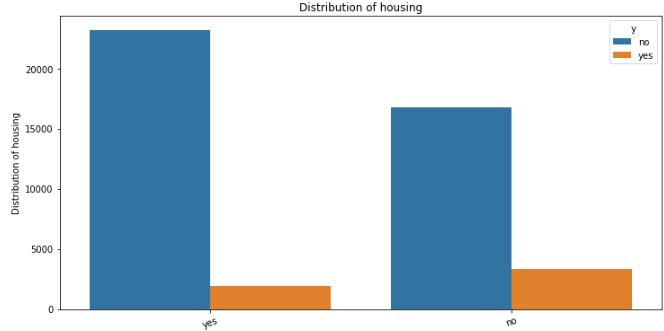 Distribution of housing
y
no
yes
20000
15000
10000
5000
0
Distribution of housing
yes
no